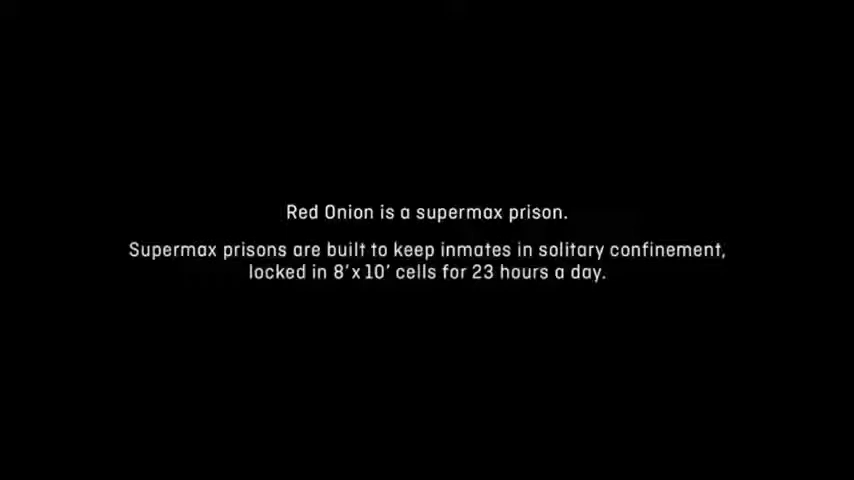 Red Onion is a supermax prison.
Supermax prisons are built to keep inmates in solitary confinement,
locked in 8'x 10' cells for 23 hours a day.